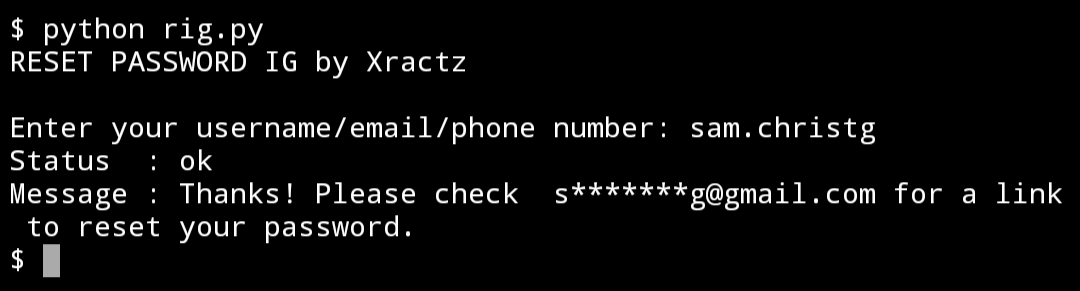 $ python rig.py
RESET PASSWORD IG by Xractz
Enter your username/email/phone number: sam.christg
Status  : ok
Message : Thanks! Please check  s*******g@gmail.com for a link
 to reset your password.
$